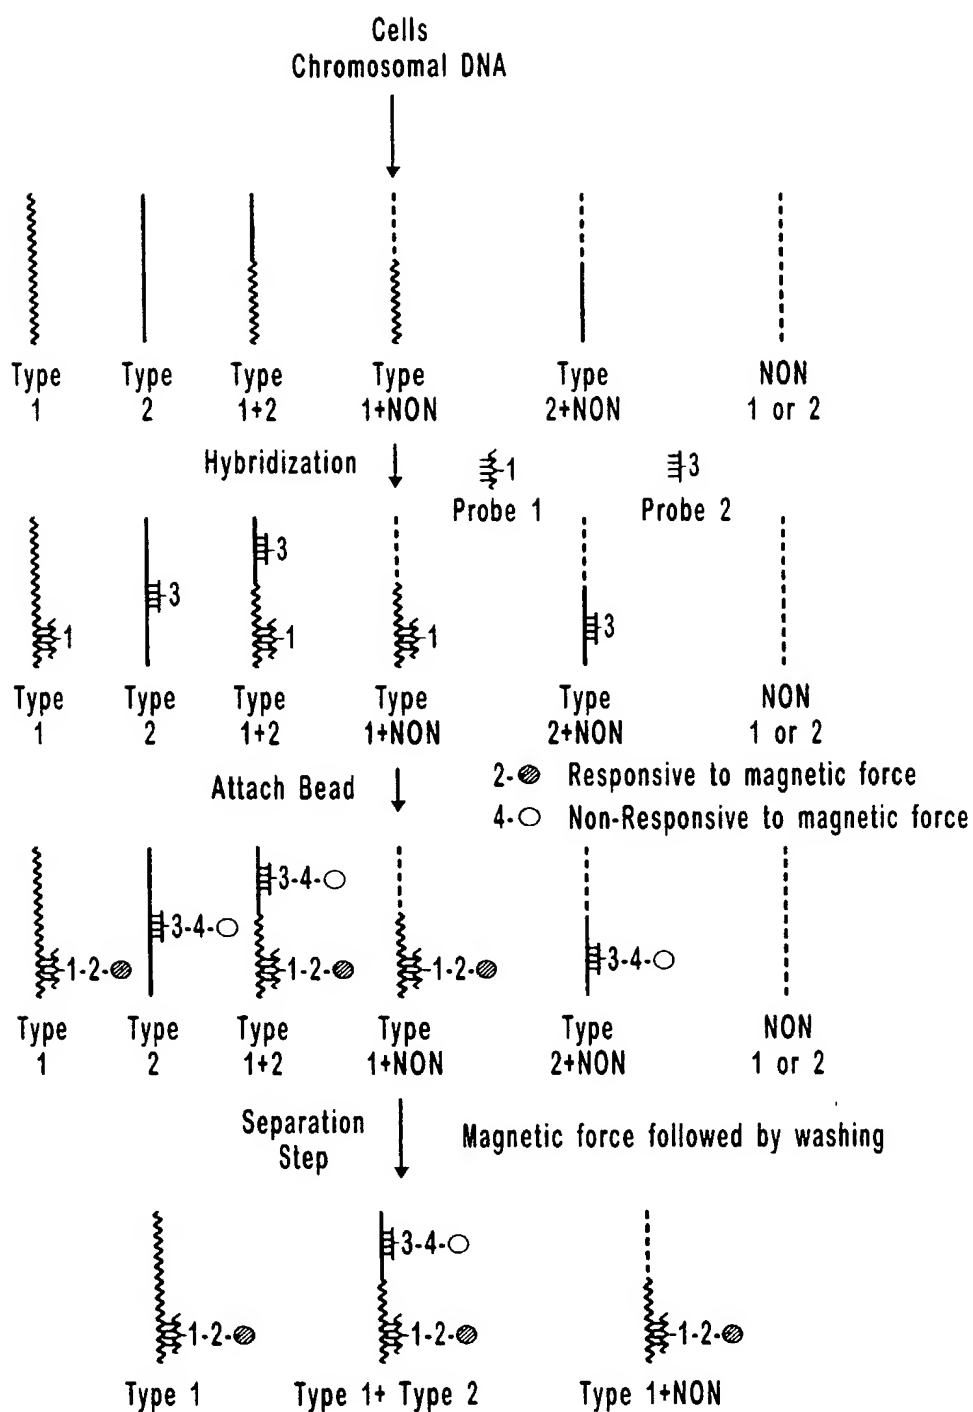 Cells
Chromosomal DNA
Type Type Type Type Type NON
1 2 1+2 1+NON 2+NON 1 or 2
Hybridization 1 3
Probe 1 Probe 2
3
3
3
1 1 1
Type Type Type Type Type NON
1 2 1+2 1+NON 2+NON 1 or 2
2- Responsive to magnetic force
Attach Bead
4- Non-Responsive to magnetic force
3-4-
3-4-
3-4-
1-2- 1-2- 1-2-
Type Type Type Type Type NON
1 2 1+2 1+NON 2+NON 1 or 2
Separation
Step
Magnetic force followed by washing
3-4-
1-2- 1-2- 1-2-
Type 1 Type 1+ Type 2 Type 1+NON